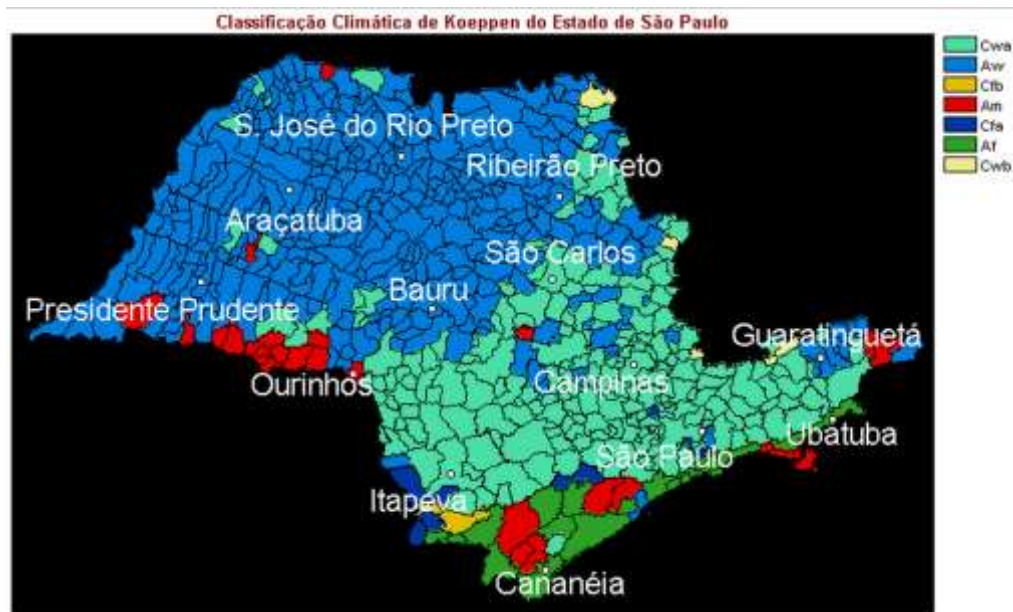 Classificação Climática de Koeppen do Estado de São Paulo
Cwa
Aw
Cfb
Am
Cfa
Af
Cwb
S. José do Rio Preto
Ribeirão Preto
Araçatuba
São Carlos
Bauru
Presidente Prudente
Guaratinguetá
Ourinhos
Campinas
Ubatuba
São Paulo
Itapeva
Cananéia